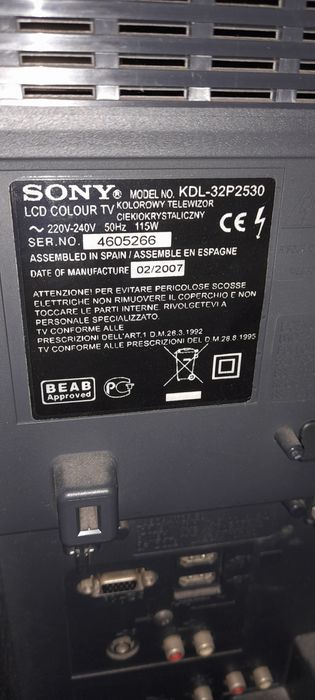 SONY® MODEL NO. KDL-32P2530
LCD COLOUR TV KOLOROWY TELEWIZOR
CIEKŁOKRYSTALICZNY
~ 220V-240V 50Hz 115W
CE
SER.NO. 4605266
ASSEMBLED IN SPAIN / ASSEMBLE EN ESPAGNE
DATE OF MANUFACTURE 02/2007
ATTENZIONE! PER EVITARE PERICOLOSE SCOSSE
ELETTRICHE NON RIMUOVERE IL COPERCHIO E NON
TOCCARE LE PARTI INTERNE. RIVOLGETEVI A
PERSONALE SPECIALIZZATO.
TV CONFORME ALLE
PRESCRIZIONI DELL'ART.1 D.M.26.3.1992
TV CONFORME ALLE PRESCRIZIONI DEL D.M.26.8.1995
BEAB
Approved